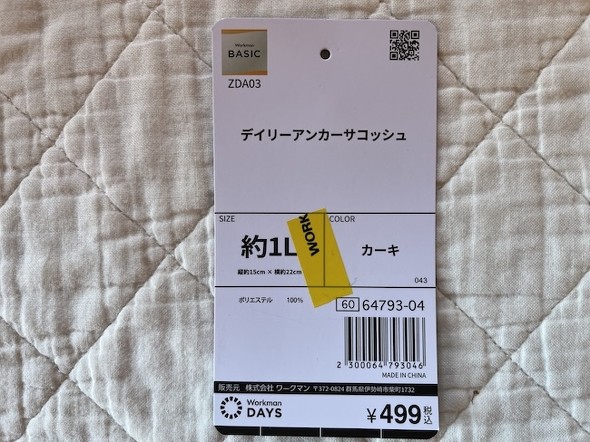 Workman
BASIC
ZDA03
デイリーアンカーサコッシュ
SIZE
COLOR
約1L
WORK
カーキ
縦約15cm × 横約22cm
043
ポリエステル 100%
60 64793-04
2 300064 793046
MADE IN CHINA
販売元 株式会社 ワークマン 〒372-0824 群馬県伊勢崎市柴町1732
Workman
DAYS
¥499税込